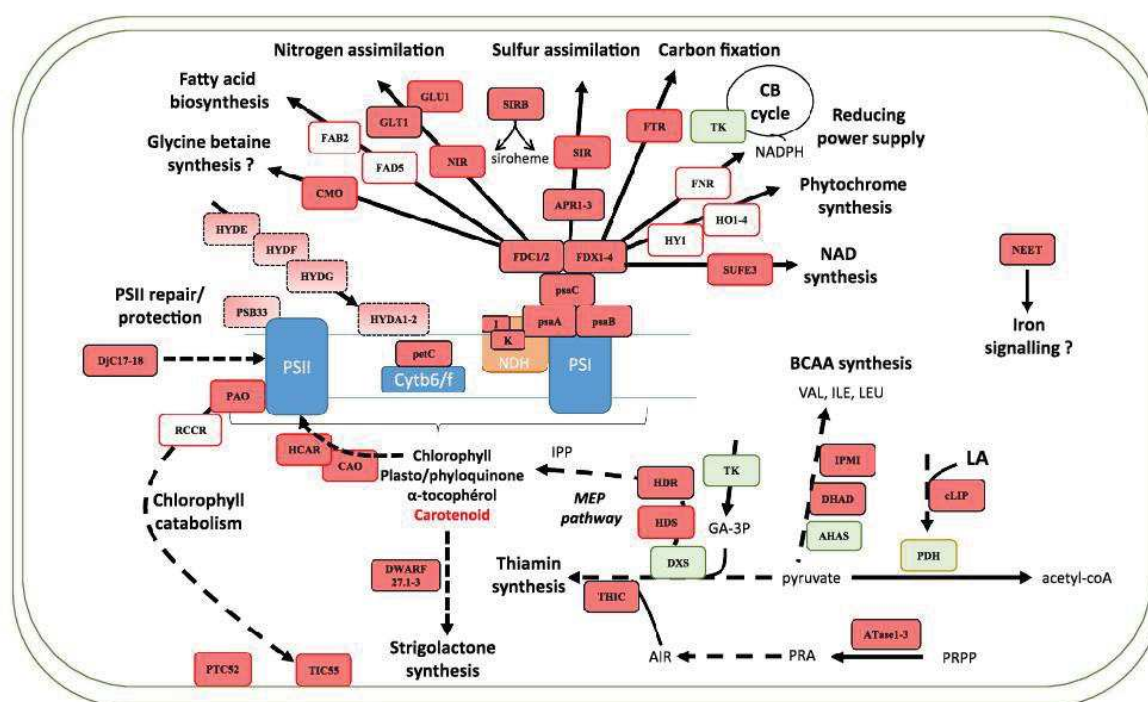 Nitrogen assimilation
Sulfur assimilation
Carbon fixation
Fatty acid
biosynthesis
GLU1
GLT1
SIRB
siroheme
FTR
TK
CB
cycle
NADPH
Reducing
power supply
FAB2
FAD5
NIR
SIR
Glycine betaine
synthesis ?
CMO
APR1-3
FNR
HO1-4
HY1
Phytochrome
synthesis
HYDE
HYDF
HYDG
HYDA1-2
FDC1/2
FDX1-4
SUFE3
NAD
synthesis
NEET
Iron
signalling ?
psaC
psaA
psaB
PSII repair/
protection
PSB33
DjC17-18
PSII
petC
Cytb6/f
I
K
NDH
PSI
PAO
RCCR
HCAR
CAO
Chlorophyll
Plasto/phyloquinone
α-tocophérol
Carotenoid
IPP
MEP
pathway
HDR
HDS
DXS
TK
GA-3P
BCAA synthesis
VAL, ILE, LEU
IPMI
DHAD
AHAS
LA
cLIP
PDH
Chlorophyll
catabolism
DWARF
27.1-3
Thiamin
synthesis
THIC
pyruvate
acetyl-coA
Strigolactone
synthesis
PTC52
TIC55
AIR
PRA
ATase1-3
PRPP